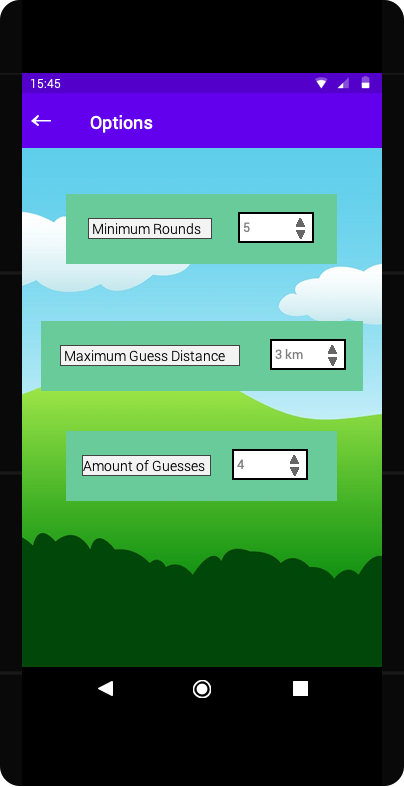 15:45
Options
Minimum Rounds
5
Maximum Guess Distance
3 km
Amount of Guesses
4